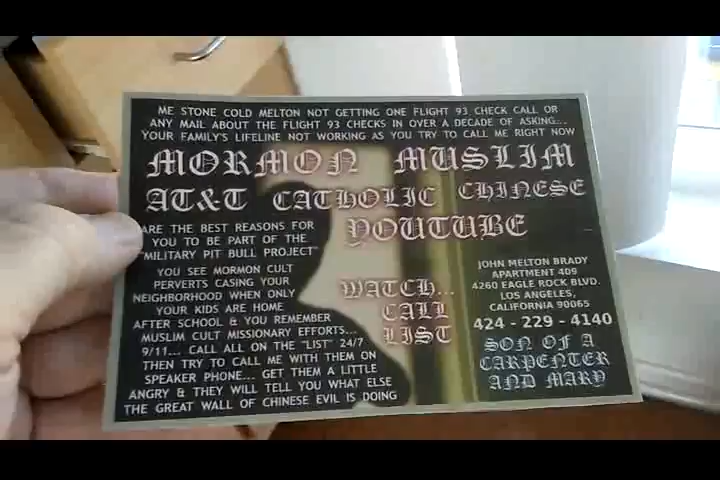 ME STONE COLD MELTON NOT GETTING ONE FLIGHT 93 CHECK CALL OR
ANY MAIL ABOUT THE FLIGHT 93 CHECKS IN OVER A DECADE OF ASKING...
YOUR FAMILY'S LIFELINE NOT WORKING AS YOU TRY TO CALL ME RIGHT NOW
MORMON MUSLIM
AT&T CATHOLIC CHINESE
YOUTUBE
ARE THE BEST REASONS FOR
YOU TO BE PART OF THE
"MILITARY PIT BULL PROJECT"
YOU SEE MORMON CULT
PERVERTS CASING YOUR
NEIGHBORHOOD WHEN ONLY
YOUR KIDS ARE HOME
AFTER SCHOOL & YOU REMEMBER
MUSLIM CULT MISSIONARY EFFORTS...
9/11... CALL ALL ON THE "LIST" 24/7
THEN TRY TO CALL ME WITH THEM ON
SPEAKER PHONE... GET THEM A LITTLE
ANGRY & THEY WILL TELL YOU WHAT ELSE
THE GREAT WALL OF CHINESE EVIL IS DOING
WATCH...
CALL
LIST
JOHN MELTON BRADY
APARTMENT 409
4260 EAGLE ROCK BLVD.
LOS ANGELES,
CALIFORNIA 90065
424 - 229 - 4140
SON OF A
CARPENTER
AND MARY